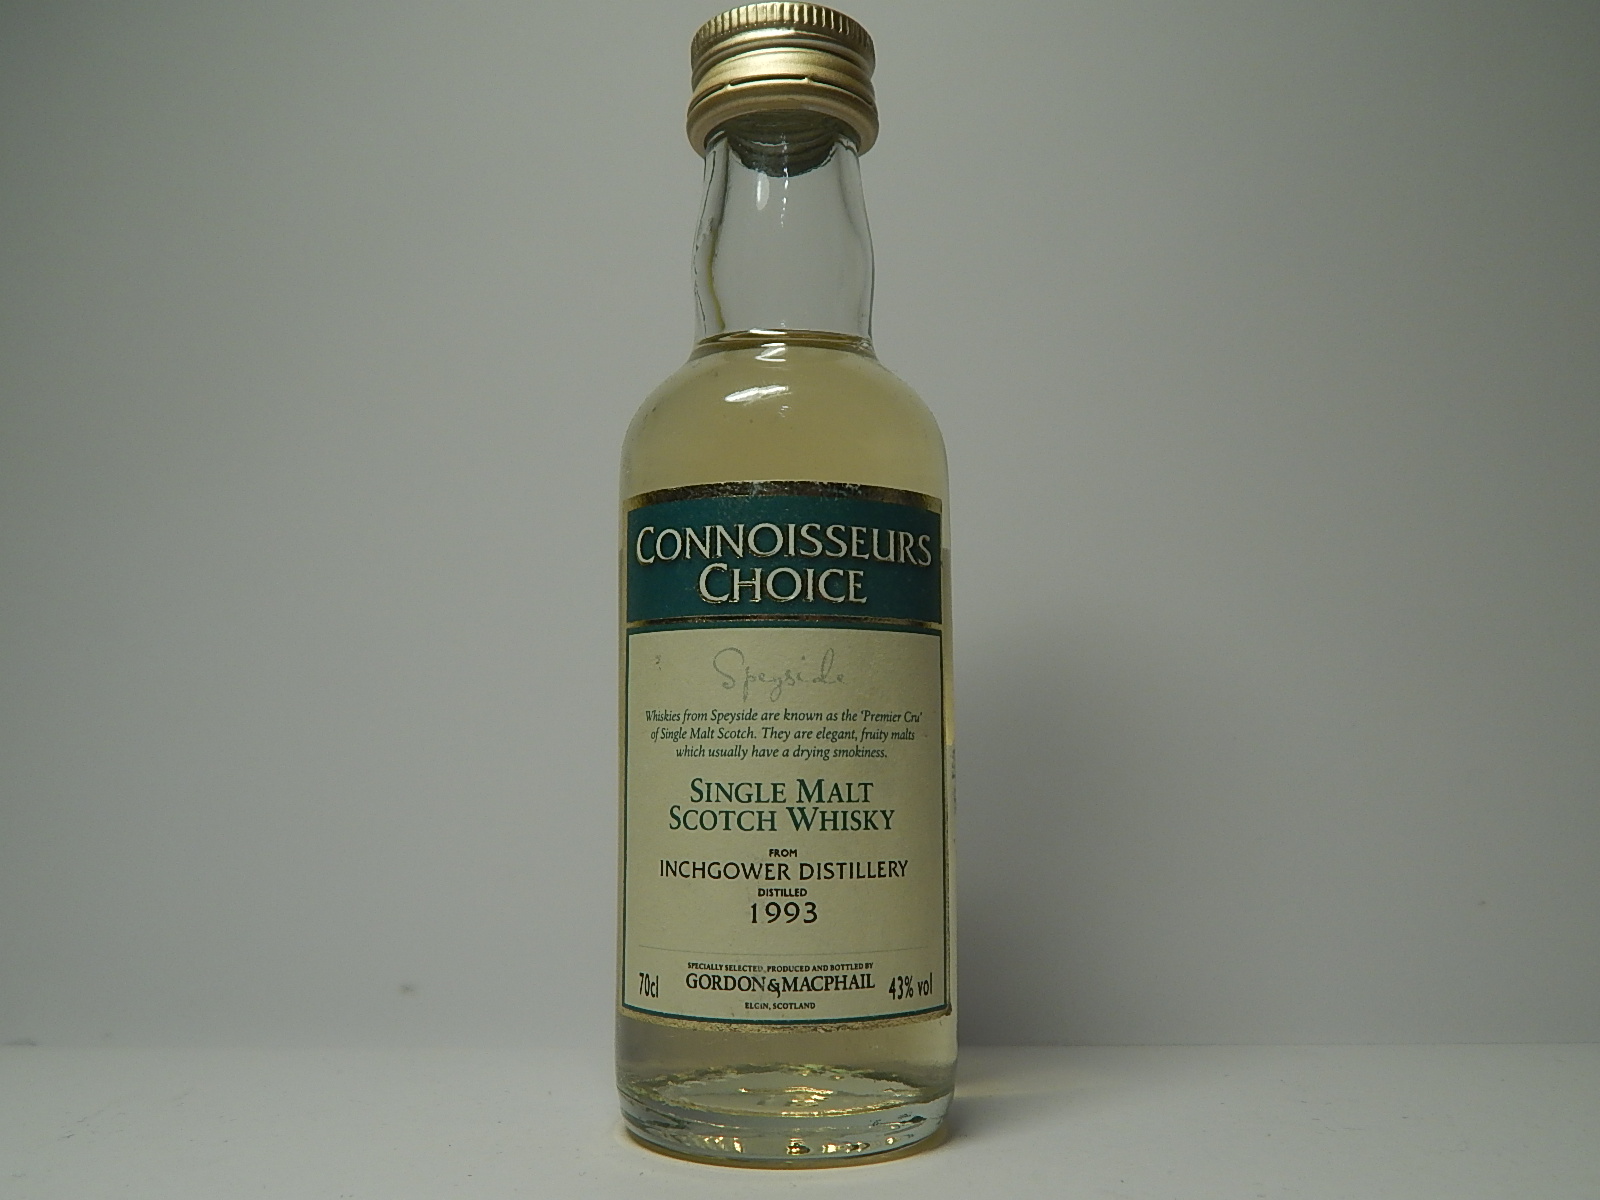 CONNOISSEURS
CHOICE
Speyside
Whiskies from Speyside are known as the 'Premier Cru'
of Single Malt Scotch. They are elegant, fruity malts
which usually have a drying smokiness.
SINGLE MALT
SCOTCH WHISKY
FROM
INCHGOWER DISTILLERY
DISTILLED
1993
SPECIALLY SELECTED, PRODUCED AND BOTTLED BY
70cl GORDON & MACPHAIL 43% vol
ELGIN, SCOTLAND